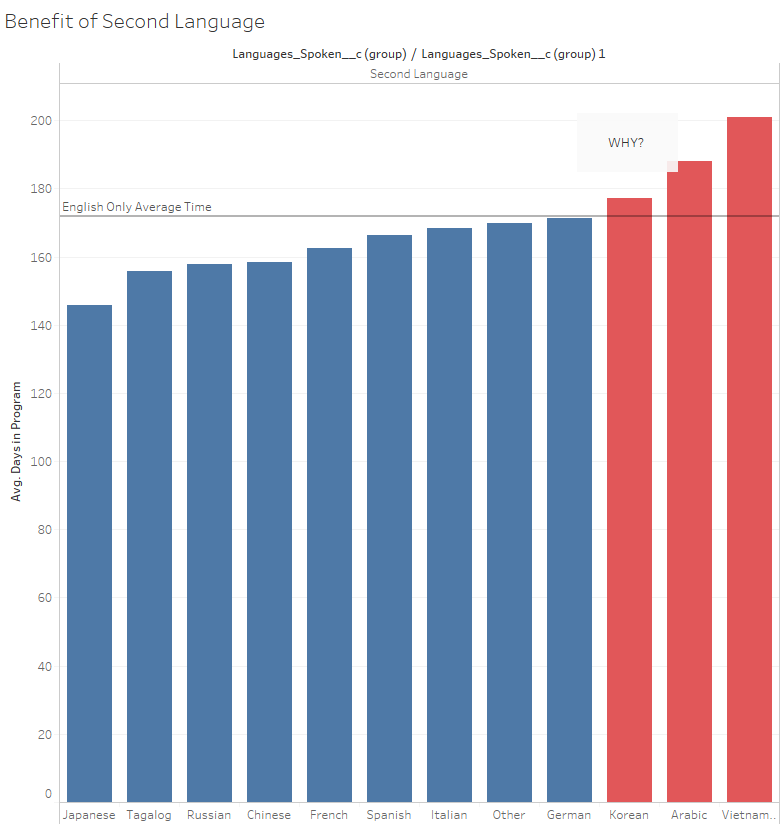 Benefit of Second Language
Languages_Spoken__c (group) / Languages_Spoken__c (group) 1
Second Language
200
WHY?
180
English Only Average Time
160
140
120
Avg. Days in Program
100
80
60
40
20
0
Japanese Tagalog Russian Chinese French Spanish Italian Other German Korean Arabic Vietnam..